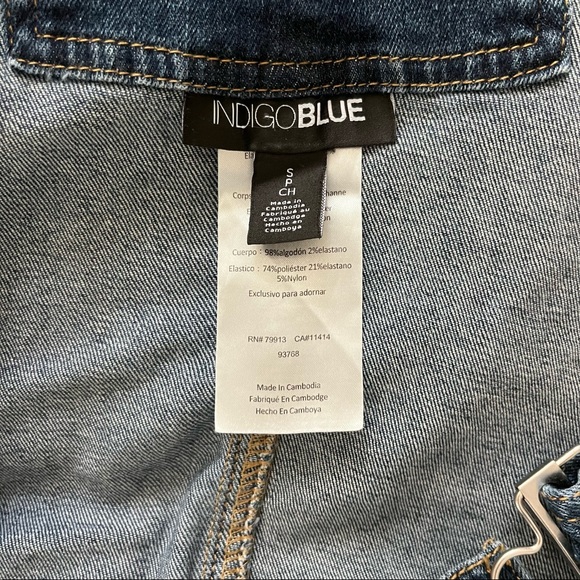 INDIGOBLUE
S
P
CH
Made in
Cambodia
Fabriqué au
Cambodge
Hecho en
Camboya
Cuerpo : 98%algodón 2%elastano
Elastico : 74%poliéster 21%elastano
5%Nylon
Exclusivo para adornar
RN# 79913 CA#11414
93768
Made In Cambodia
Fabriqué En Cambodge
Hecho En Camboya